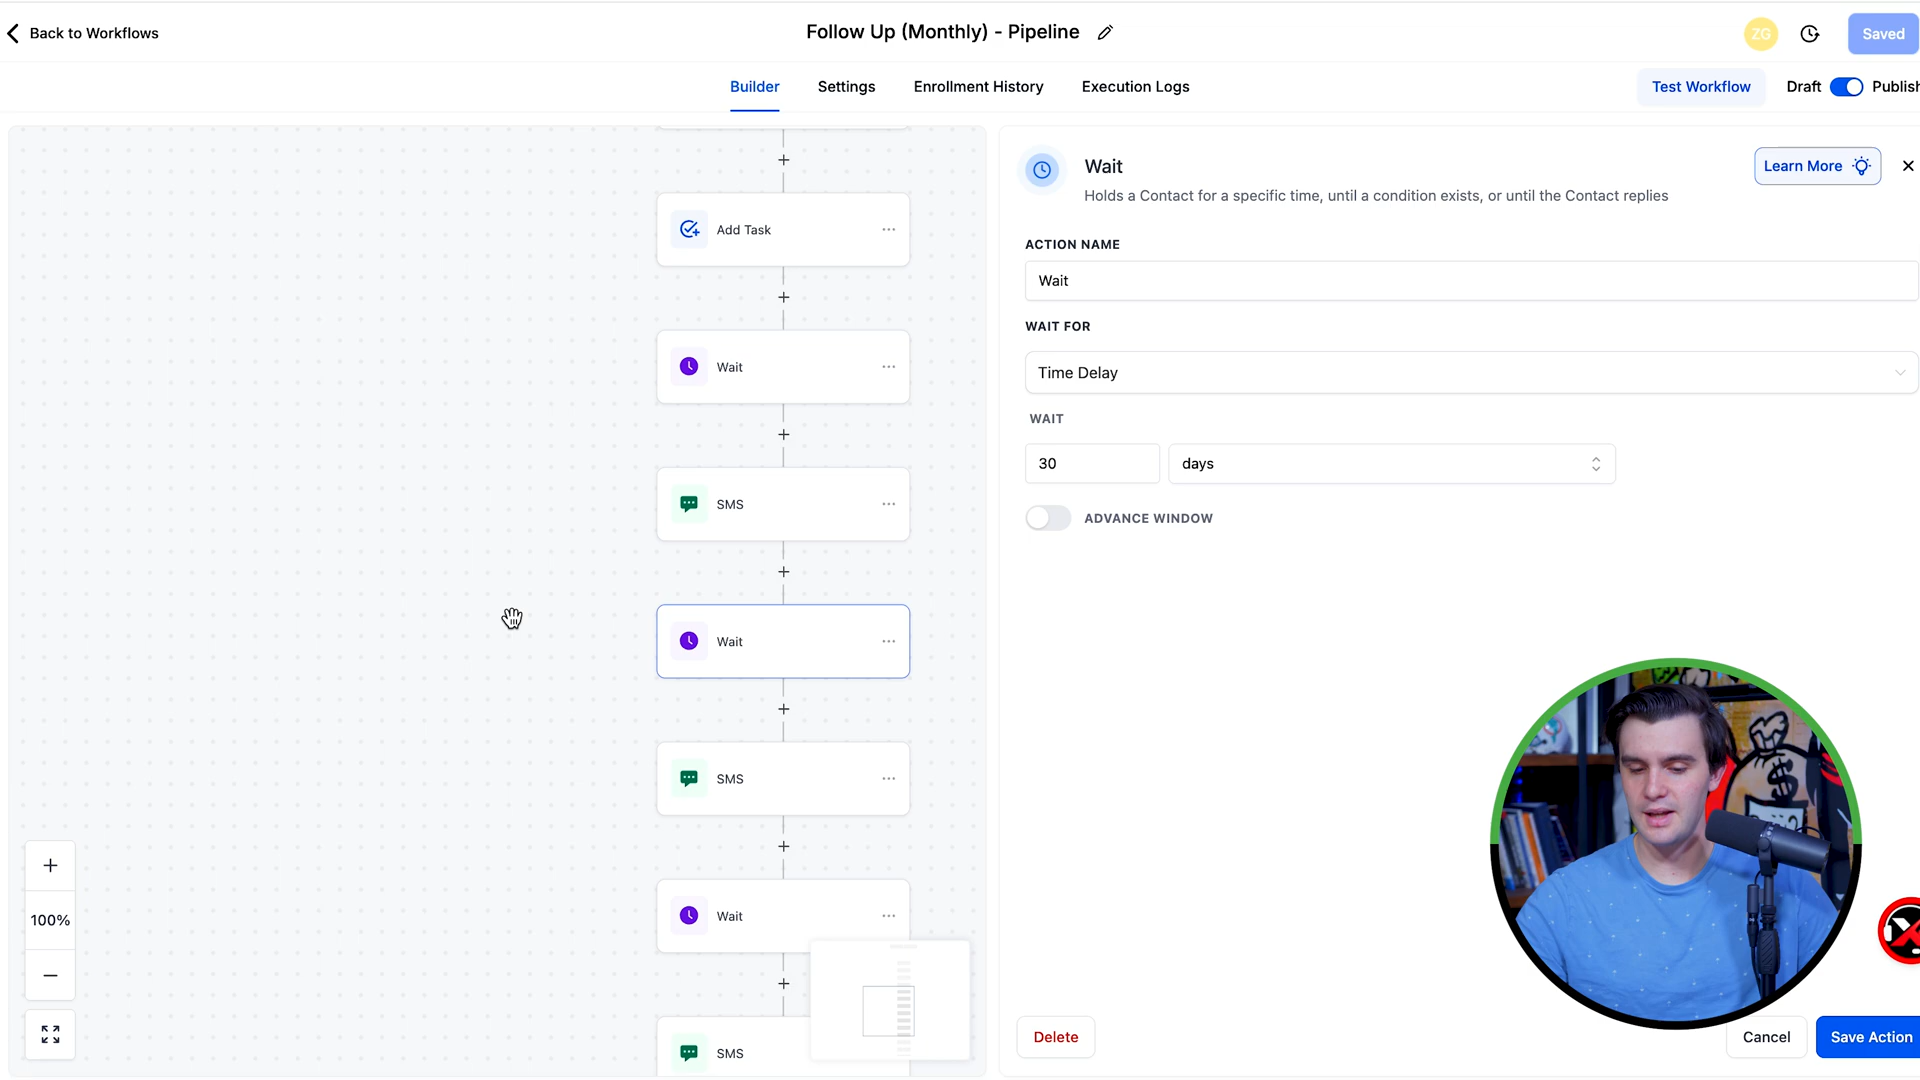 Back to Workflows
Follow Up (Monthly) - Pipeline
ZG
Saved
Builder
Settings
Enrollment History
Execution Logs
Test Workflow
Draft
Publish
Add Task
Wait
SMS
Wait
SMS
Wait
SMS
100%
Wait
Holds a Contact for a specific time, until a condition exists, or until the Contact replies
Learn More
ACTION NAME
Wait
WAIT FOR
Time Delay
WAIT
30
days
ADVANCE WINDOW
Delete
Cancel
Save Action